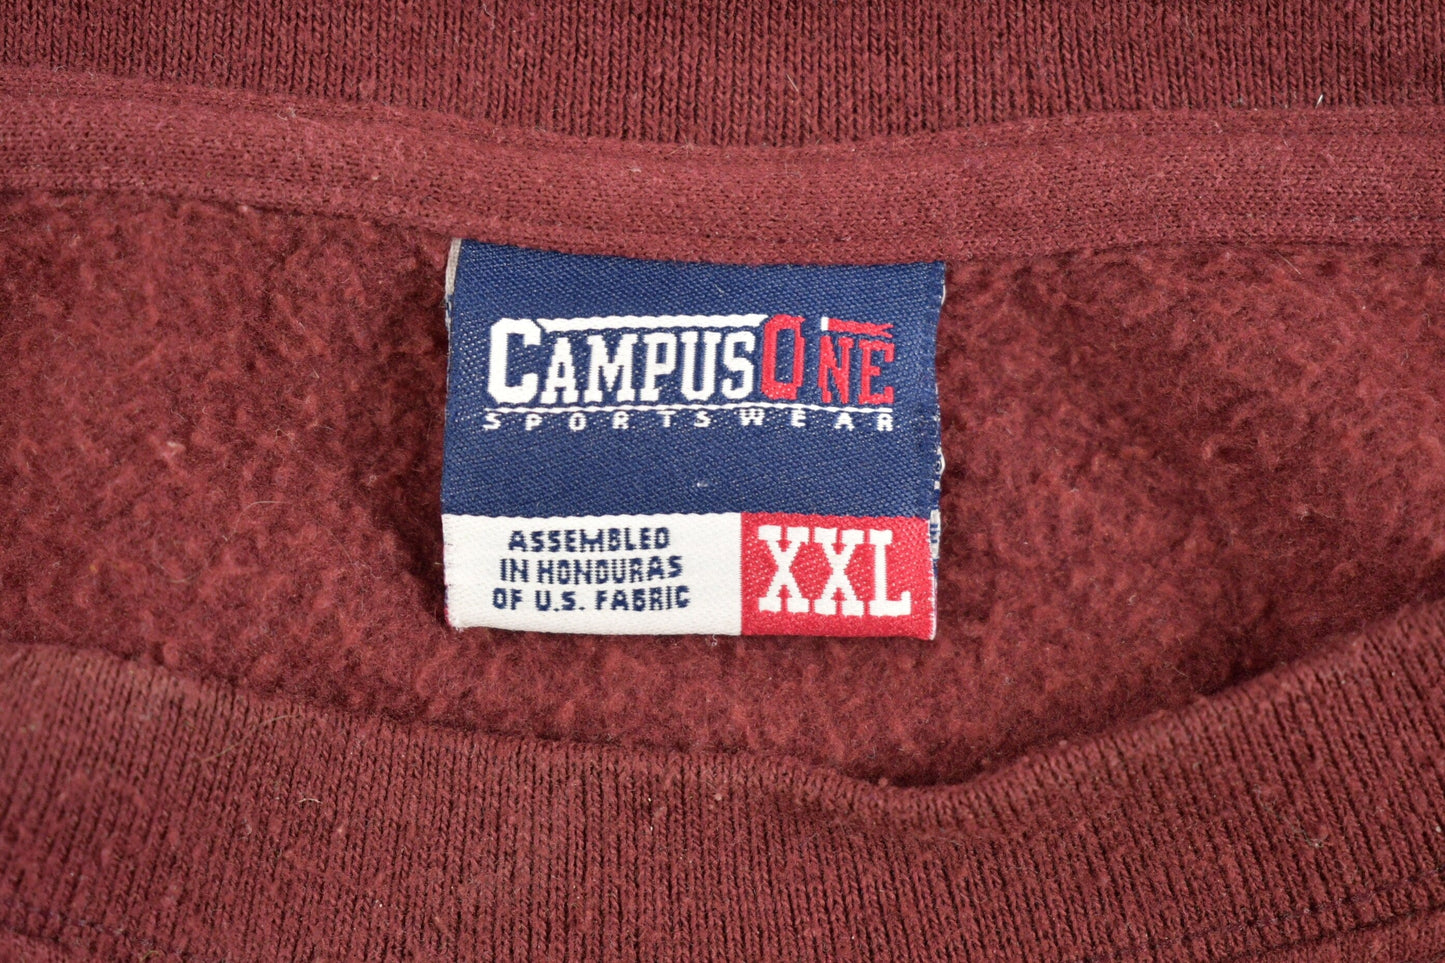 CAMPUSONE
SPORTSWEAR
ASSEMBLED
IN HONDURAS
OF U.S. FABRIC
XXL